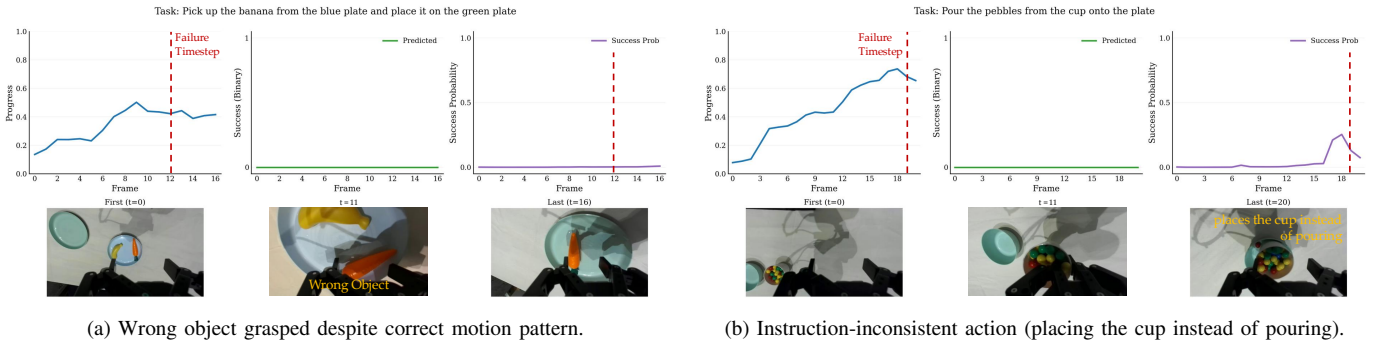 Task: Pick up the banana from the blue plate and place it on the green plate
1.0
0.8
0.6
0.4
0.2
0.0
Progress
0 2 4 6 8 10 12 14 16
Frame
Failure
Timestep
1
0
Success (Binary)
Predicted
0 2 4 6 8 10 12 14 16
Frame
1.0
0.5
0.0
Success Probability
Success Prob
0 2 4 6 8 10 12 14 16
Frame
First (t=0)
t =11
Last (t=16)
Wrong Object
(a) Wrong object grasped despite correct motion pattern.
Task: Pour the pebbles from the cup onto the plate
1.0
0.8
0.6
0.4
0.2
0.0
Progress
0 3 6 9 12 15 18
Frame
Failure
Timestep
1
0
Success (Binary)
Predicted
0 3 6 9 12 15 18
Frame
1.0
0.5
0.0
Success Probability
Success Prob
0 3 6 9 12 15 18
Frame
First (t=0)
t =11
Last (t=20)
places the cup instead
of pouring
(b) Instruction-inconsistent action (placing the cup instead of pouring).